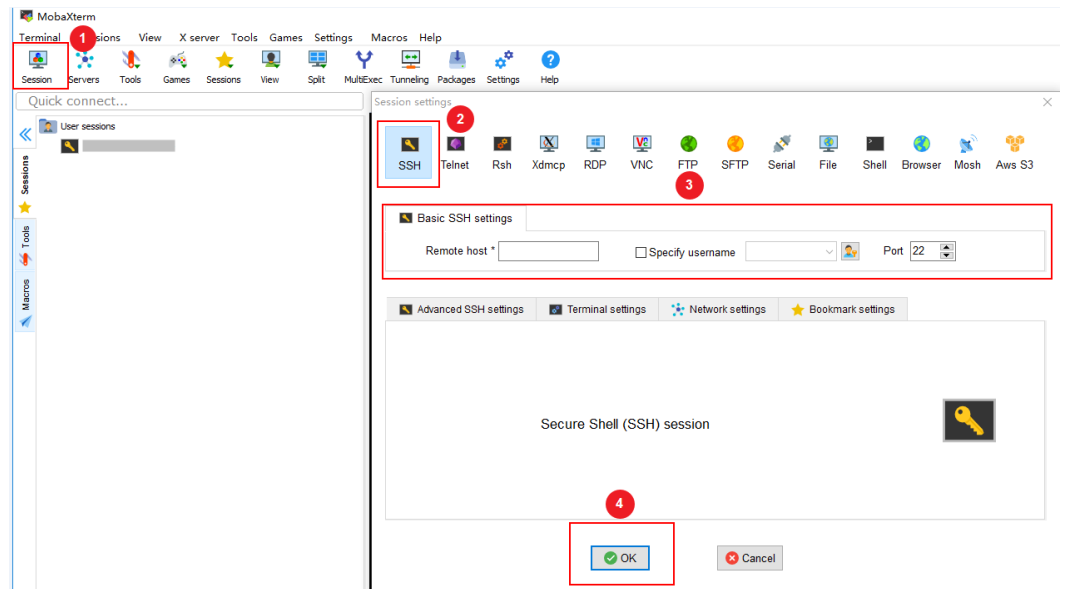 MobaXterm
Terminal sions View X server Tools Games Settings Macros Help
1
Session Servers Tools Games Sessions View Split MultiExec Tunneling Packages Settings Help
Quick connect...
Session settings
2
User sessions
SSH Telnet Rsh Xdmcp RDP VNC FTP SFTP Serial File Shell Browser Mosh Aws S3
3
Sessions
Tools
Macros
Basic SSH settings
Remote host * Specify username Port 22
Advanced SSH settings Terminal settings Network settings Bookmark settings
Secure Shell (SSH) session
4
OK Cancel